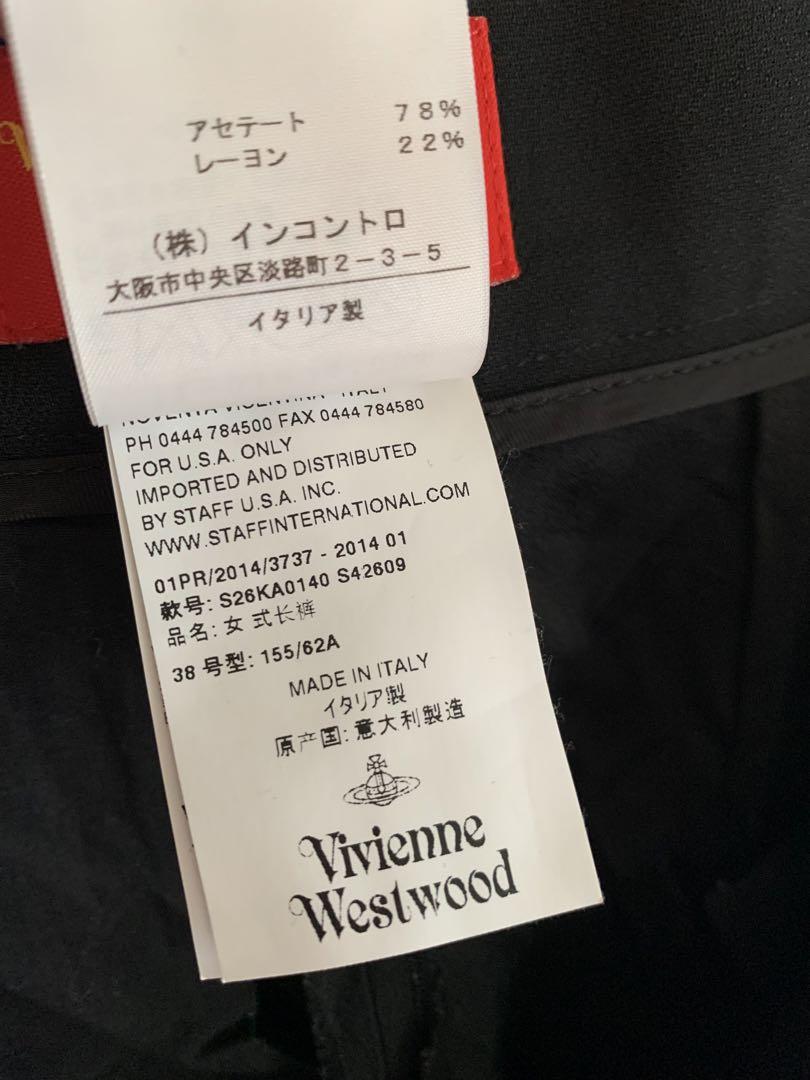 アセテート 78%
レーヨン 22%
（株）インコントロ
大阪市中央区淡路町2-3-5
イタリア製
PH 0444 784500 FAX 0444 784580
FOR U.S.A. ONLY
IMPORTED AND DISTRIBUTED
BY STAFF U.S.A. INC.
WWW.STAFFINTERNATIONAL.COM
01PR/2014/3737 - 2014 01
款号: S26KA0140 S42609
品名: 女 式长裤
38 号型: 155/62A
MADE IN ITALY
イタリア製
原产国: 意大利製造
Vivienne
Westwood